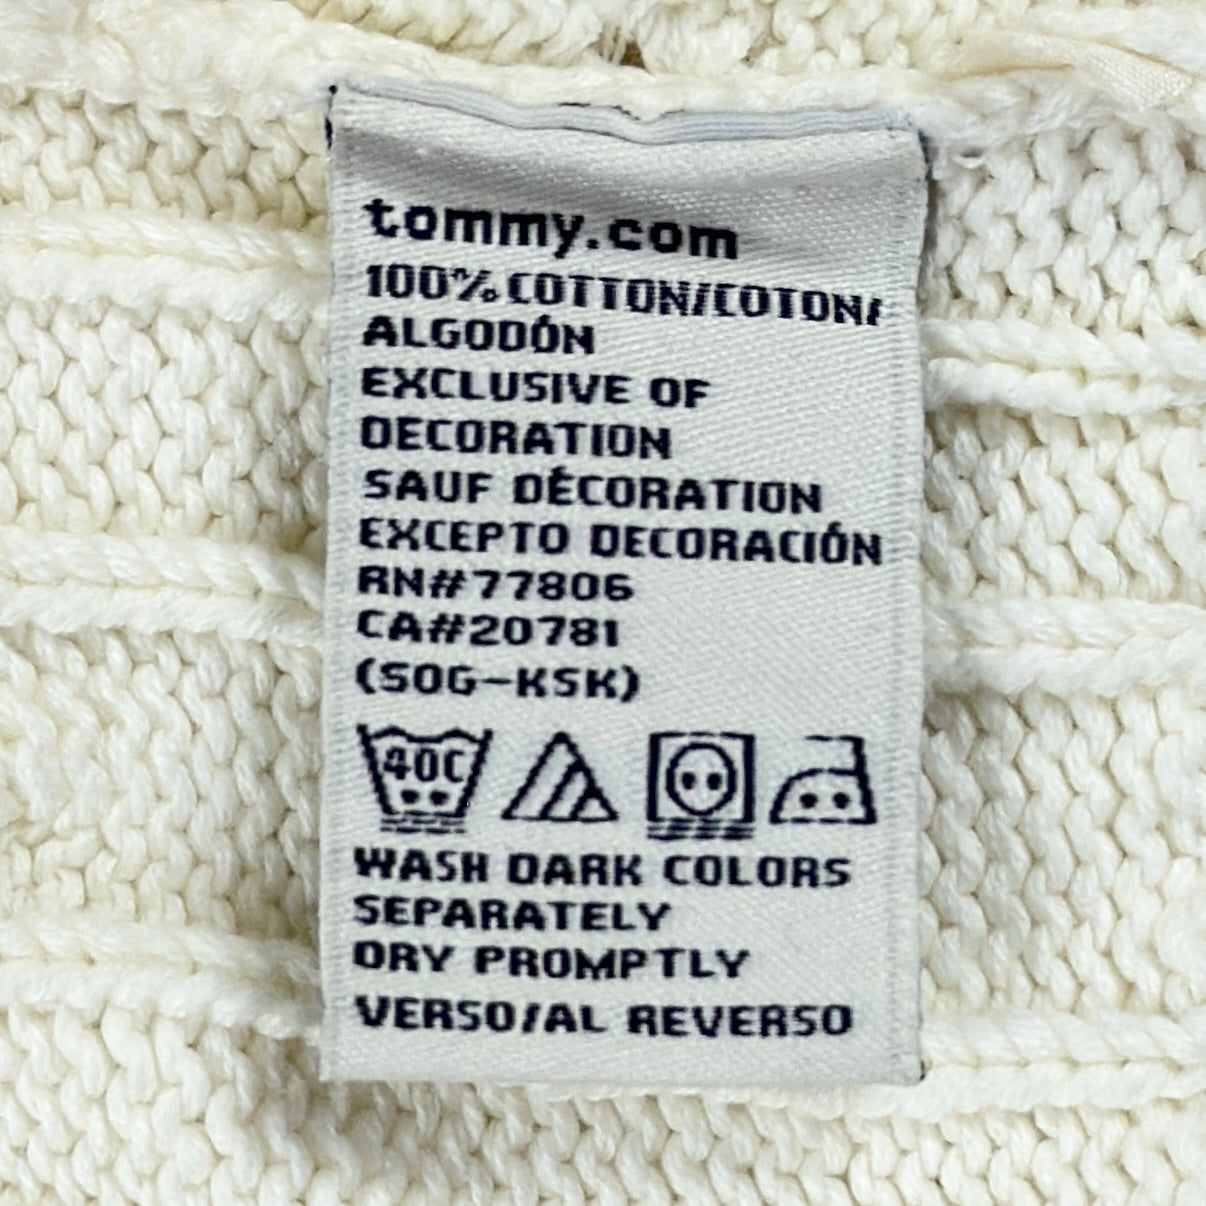 tommy.com
100% COTTON/COTON/
ALGODÓN
EXCLUSIVE OF
DECORATION
SAUF DÉCORATION
EXCEPTO DECORACIÓN
RN#77806
CA#20781
(SOG-KSK)
40C
WASH DARK COLORS
SEPARATELY
DRY PROMPTLY
VERSO/AL REVERSO